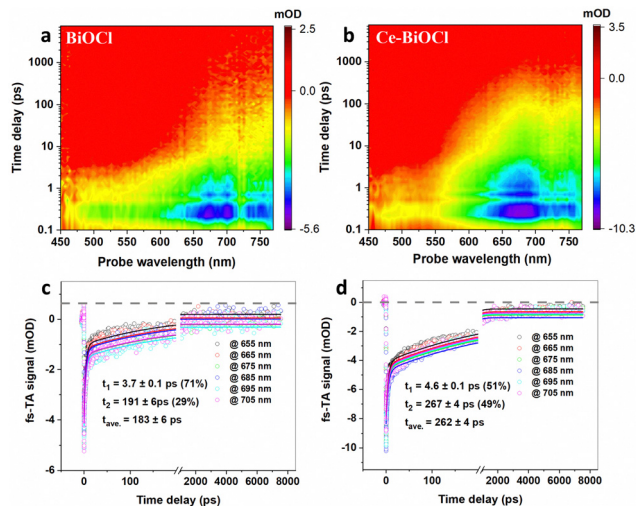 a BiOCl
mOD
2.5
0.0
-5.6
Time delay (ps)
1000
100
10
1
0.1
450 500 550 600 650 700 750
Probe wavelength (nm)
b Ce-BiOCl
mOD
3.5
0.0
-10.3
Time delay (ps)
1000
100
10
1
0.1
450 500 550 600 650 700 750
Probe wavelength (nm)
c
fs-TA signal (mOD)
0
-2
-4
-6
@ 655 nm
@ 665 nm
@ 675 nm
@ 685 nm
@ 695 nm
@ 705 nm
t1 = 3.7 ± 0.1 ps (71%)
t2 = 191 ± 6ps (29%)
tave. = 183 ± 6 ps
0 100 2000 4000 6000 8000
Time delay (ps)
d
fs-TA signal (mOD)
0
-2
-4
-6
-8
-10
-12
@ 655 nm
@ 665 nm
@ 675 nm
@ 685 nm
@ 695 nm
@ 705 nm
t1 = 4.6 ± 0.1 ps (51%)
t2 = 267 ± 4 ps (49%)
tave. = 262 ± 4 ps
0 100 2000 4000 6000 8000
Time delay (ps)